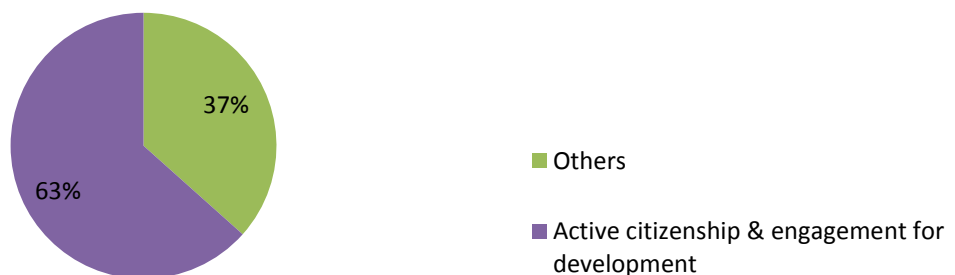 37%
63%
Others
Active citizenship & engagement for
development